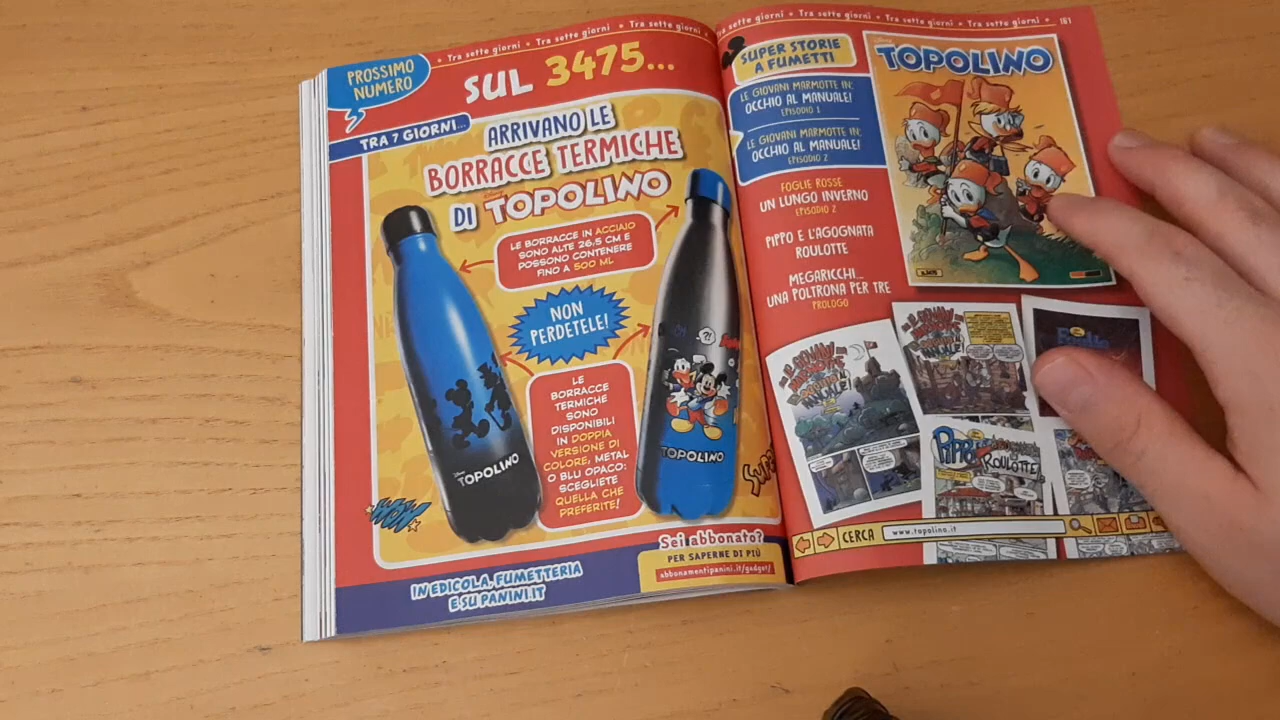 • Tra sette giorni • Tra sette giorni • Tra sette giorni •
PROSSIMO
NUMERO
SUL 3475...
TRA 7 GIORNI...
ARRIVANO LE
BORRACCE TERMICHE
DI Disney TOPOLINO
LE BORRACCE IN ACCIAIO
SONO ALTE 26,5 CM E
POSSONO CONTENERE
FINO A 500 ML
NON
PERDETELE!
LE
BORRACCE
TERMICHE
SONO
DISPONIBILI
IN DOPPIA
VERSIONE DI
COLORE, METAL
O BLU OPACO:
SCEGLIETE
QUELLA CHE
PREFERITE!
Disney
TOPOLINO
TOPOLINO
WOW
Sei abbonato?
PER SAPERNE DI PIÙ
abbonamentipanini.it/gadget/
IN EDICOLA, FUMETTERIA
E SU PANINI.IT
Tra sette giorni • Tra sette giorni • Tra sette giorni • 161
SUPER STORIE
A FUMETTI
LE GIOVANI MARMOTTE IN:
OCCHIO AL MANUALE!
EPISODIO 1
LE GIOVANI MARMOTTE IN:
OCCHIO AL MANUALE!
EPISODIO 2
FOGLIE ROSSE
UN LUNGO INVERNO
EPISODIO 2
PIPPO E L'AGOGNATA
ROULOTTE
MEGARICCHI...
UNA POLTRONA PER TRE
PROLOGO
Disney
TOPOLINO
PIPPO
ROULOTTE!
CERCA www.topolino.it